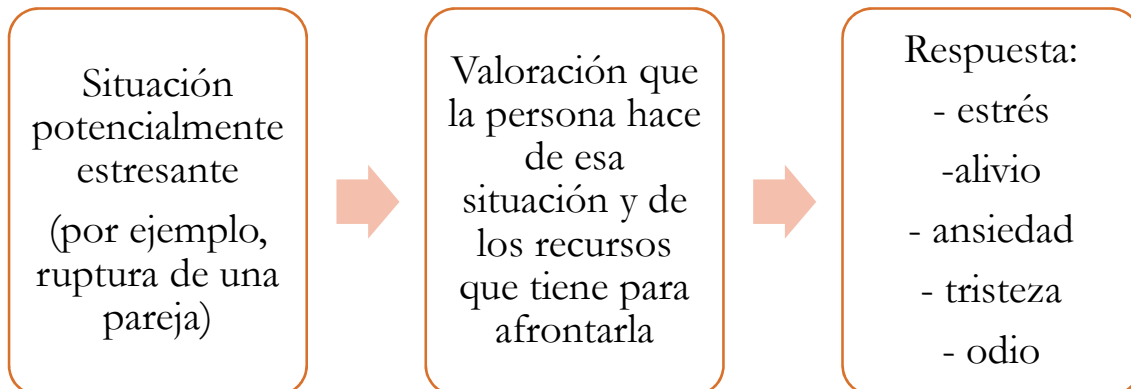 Situación
potencialmente
estresante
(por ejemplo,
ruptura de una
pareja)
Valoración que
la persona hace
de esa
situación y de
los recursos
que tiene para
afrontarla
Respuesta:
- estrés
-alivio
- ansiedad
- tristeza
- odio